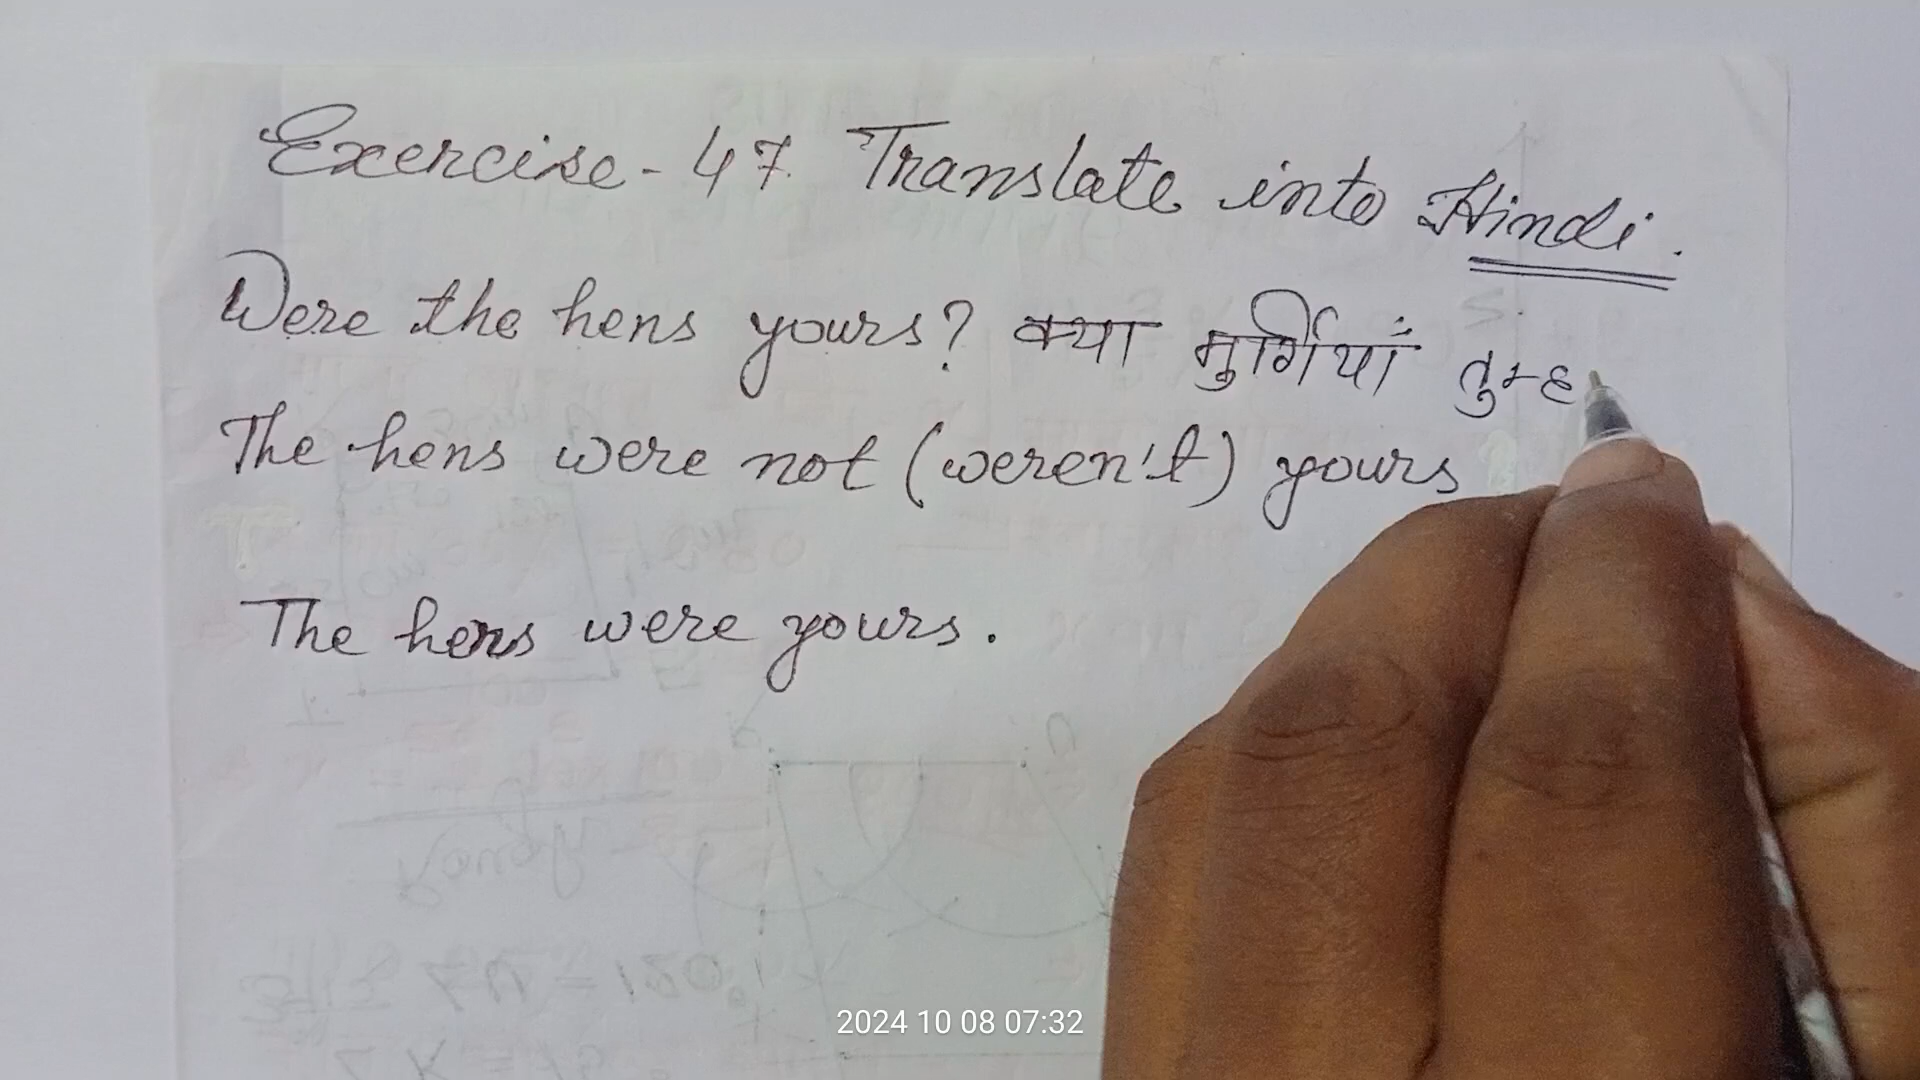 Exercise-47 Translate into Hindi.
Were the hens yours? क्या मुर्गियाँ तुम्ह
The hens were not (weren't) yours
The hens were yours.
2024 10 08 07:32